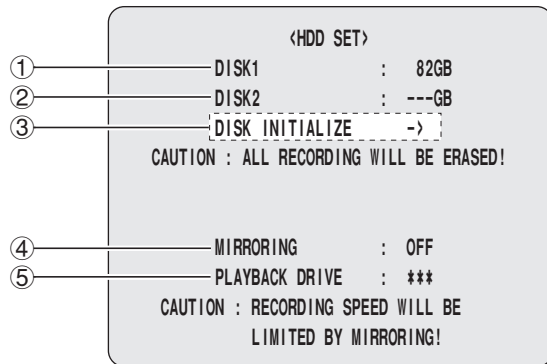 <HDD SET>
① DISK1 : 82GB
② DISK2 : ---GB
③ DISK INITIALIZE ->
CAUTION : ALL RECORDING WILL BE ERASED!
④ MIRRORING : OFF
⑤ PLAYBACK DRIVE : ***
CAUTION : RECORDING SPEED WILL BE
LIMITED BY MIRRORING!